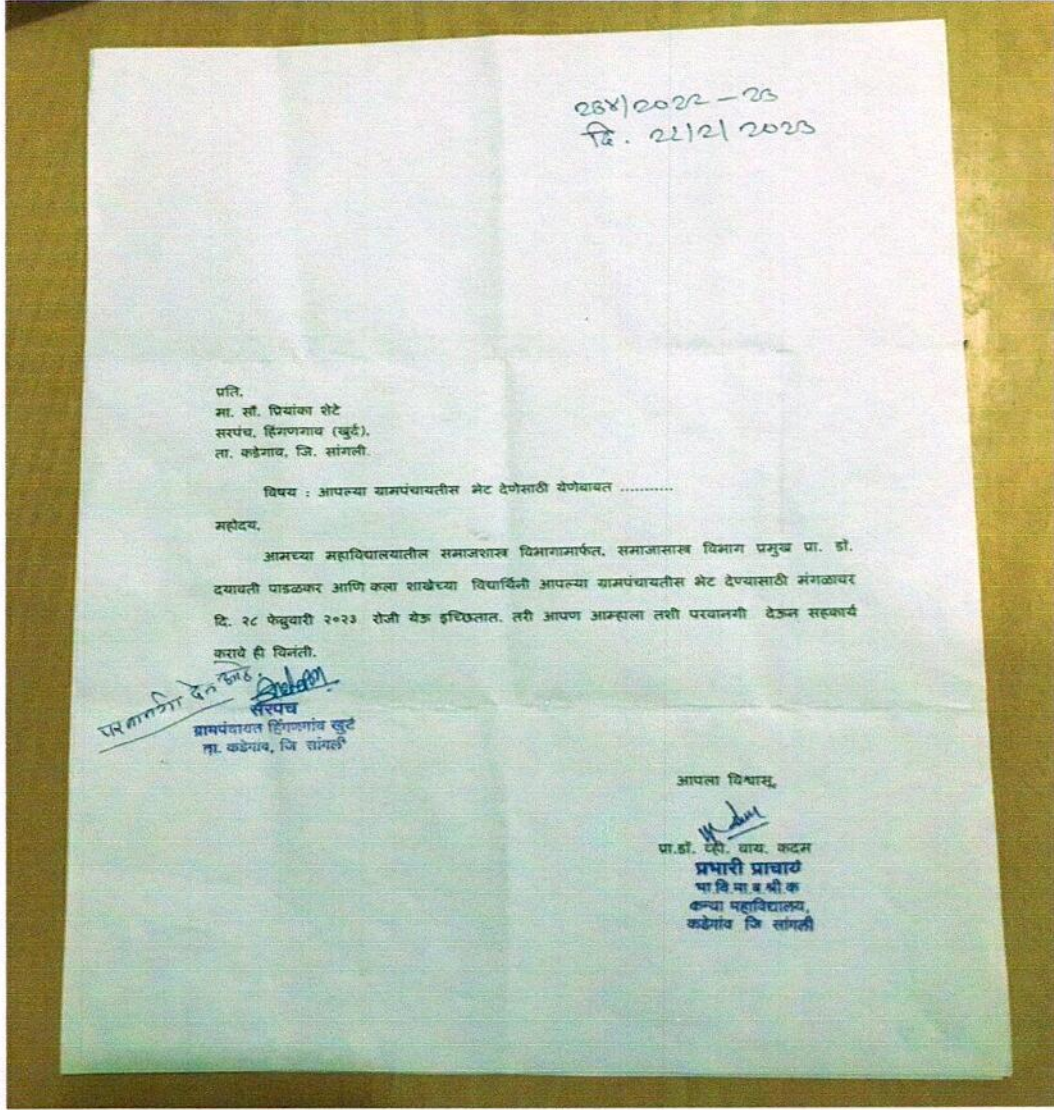 २३४/२०२२-२३
दि. २८/२/२०२३
प्रति,
मा. सौ. प्रियांका शेटे
सरपंच, हिंगणगाव (खुर्द),
ता. कडेगाव, जि. सांगली.
विषय : आपल्या ग्रामपंचायतीस भेट देणेसाठी येणेबाबत ...........
महोदय,
आमच्या महाविद्यालयातील समाजशास्त्र विभागामार्फत, समाजासास्त्र विभाग प्रमुख प्रा. डॉ.
दयावती पाडळकर आणि कला शाखेच्या विद्यार्थिनी आपल्या ग्रामपंचायतीस भेट देण्यासाठी मंगळावर
दि. २८ फेब्रुवारी २०२३ रोजी येऊ इच्छितात. तरी आपण आम्हाला तशी परवानगी देऊन सहकार्य
करावे ही विनंती.
परवानगी देत आहे.
सरपंच
ग्रामपंचायत हिंगणगांव खुर्द
ता. कडेगांव, जि सांगली
आपला विश्वासू,
प्रा.डॉ. व्ही. वाय. कदम
प्रभारी प्राचार्य
भा वि मा ब श्री क
कन्या महाविद्यालय,
कडेगांव जि सांगली